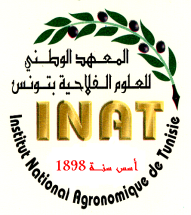 المعهد الوطني
للعلوم الفلاحية بتونس
INAT
أسس سنة 1898
Institut National Agronomique de Tunisie